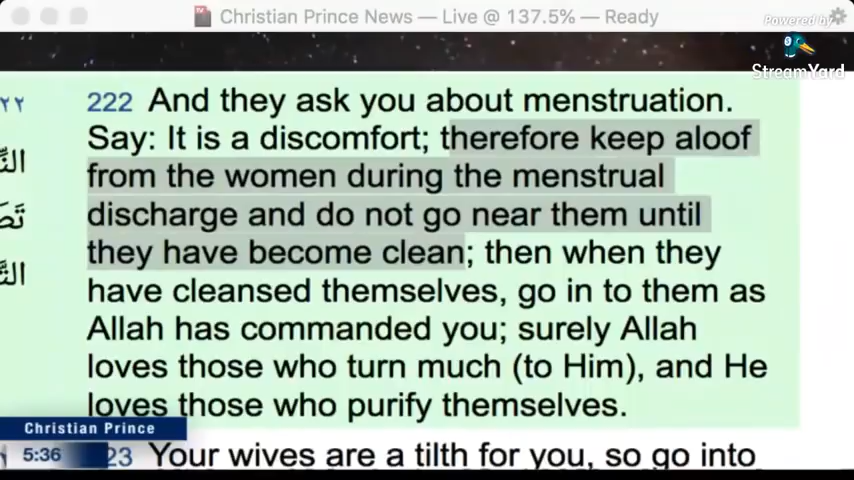 Christian Prince News — Live @ 137.5% — Ready
Powered by
StreamYard
222 And they ask you about menstruation.
Say: It is a discomfort; therefore keep aloof
from the women during the menstrual
discharge and do not go near them until
they have become clean; then when they
have cleansed themselves, go in to them as
Allah has commanded you; surely Allah
loves those who turn much (to Him), and He
loves those who purify themselves.
Christian Prince
5:36
23 Your wives are a tilth for you, so go into